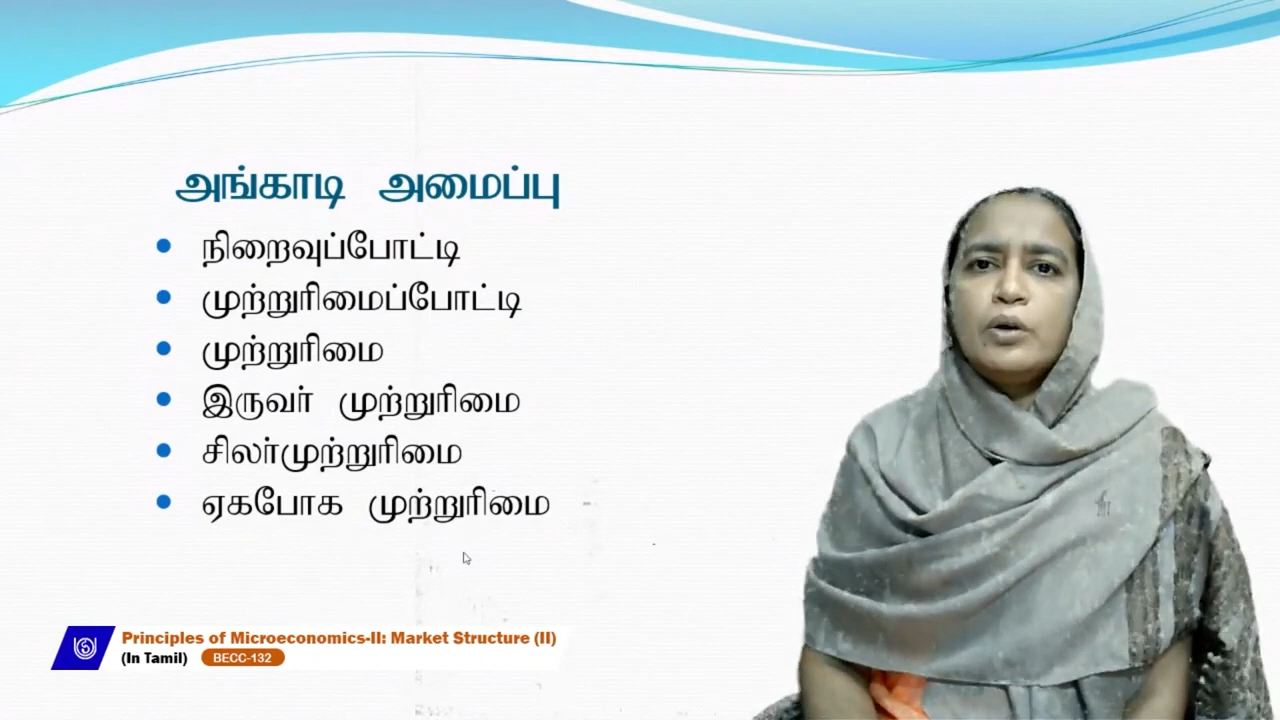 அங்காடி அமைப்பு
• நிறைவுப்போட்டி
• முற்றுரிமைப்போட்டி
• முற்றுரிமை
• இருவர் முற்றுரிமை
• சிலர்முற்றுரிமை
• ஏகபோக முற்றுரிமை
Principles of Microeconomics-II: Market Structure (II)
(In Tamil) BECC-132